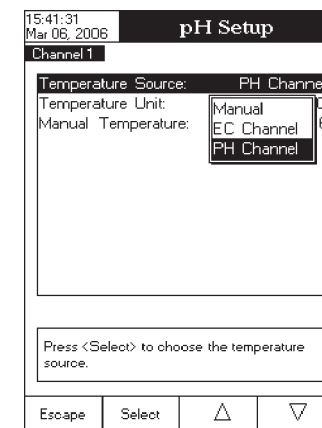 15:41:31
Mar 06, 2006
pH Setup
Channel 1
Temperature Source: PH Channe
Temperature Unit:
Manual Temperature:
Manual
EC Channel
PH Channel
Press <Select> to choose the temperature
source.
Escape
Select